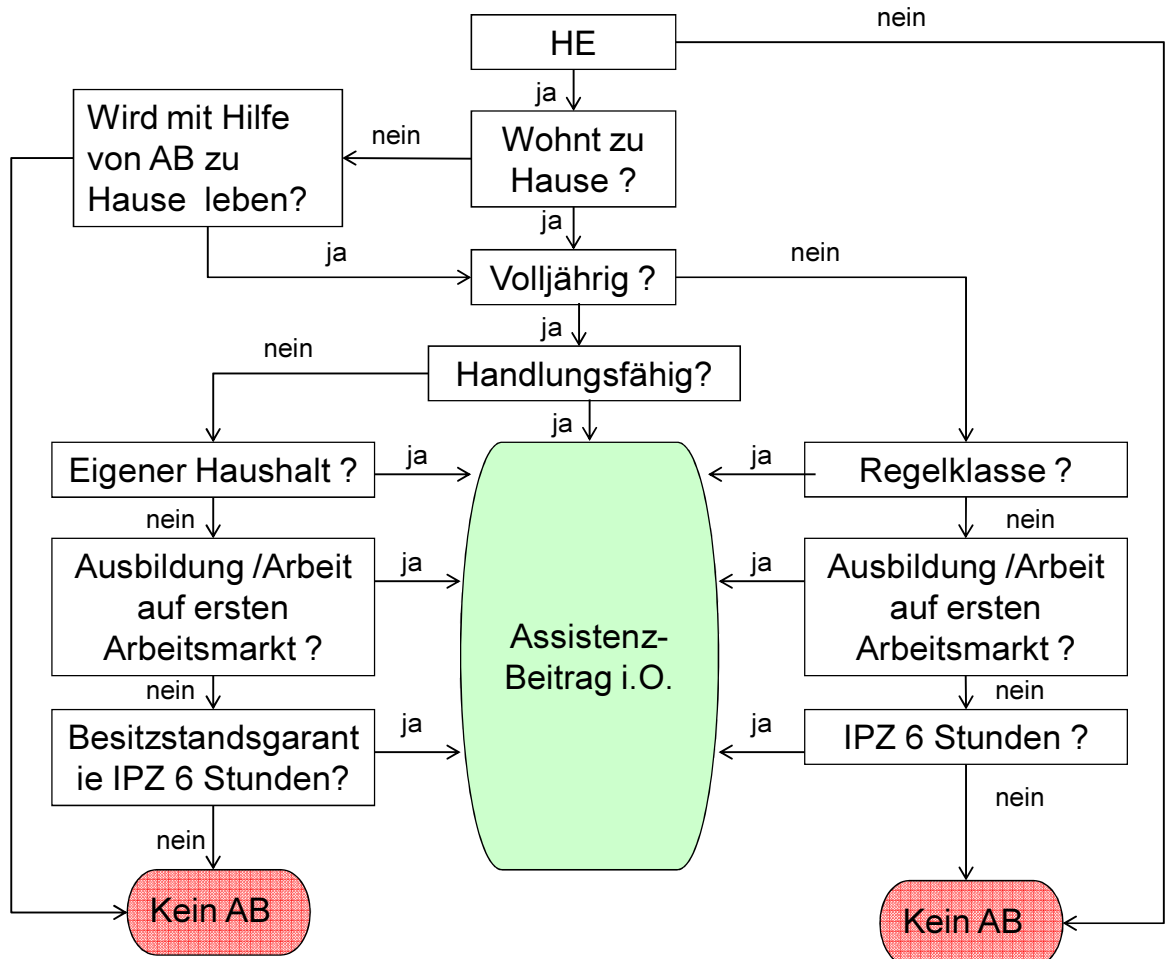 nein
HE
ja
Wird mit Hilfe
von AB zu
Hause leben?
nein
Wohnt zu
Hause ?
ja
ja
Volljährig ?
nein
ja
nein
Handlungsfähig?
ja
Eigener Haushalt ?
ja
ja
Regelklasse ?
nein
nein
Ausbildung /Arbeit
auf ersten
Arbeitsmarkt ?
ja
Assistenz-
Beitrag i.O.
ja
Ausbildung /Arbeit
auf ersten
Arbeitsmarkt ?
nein
nein
Besitzstandsgarant
ie IPZ 6 Stunden?
ja
ja
IPZ 6 Stunden ?
nein
nein
Kein AB
Kein AB